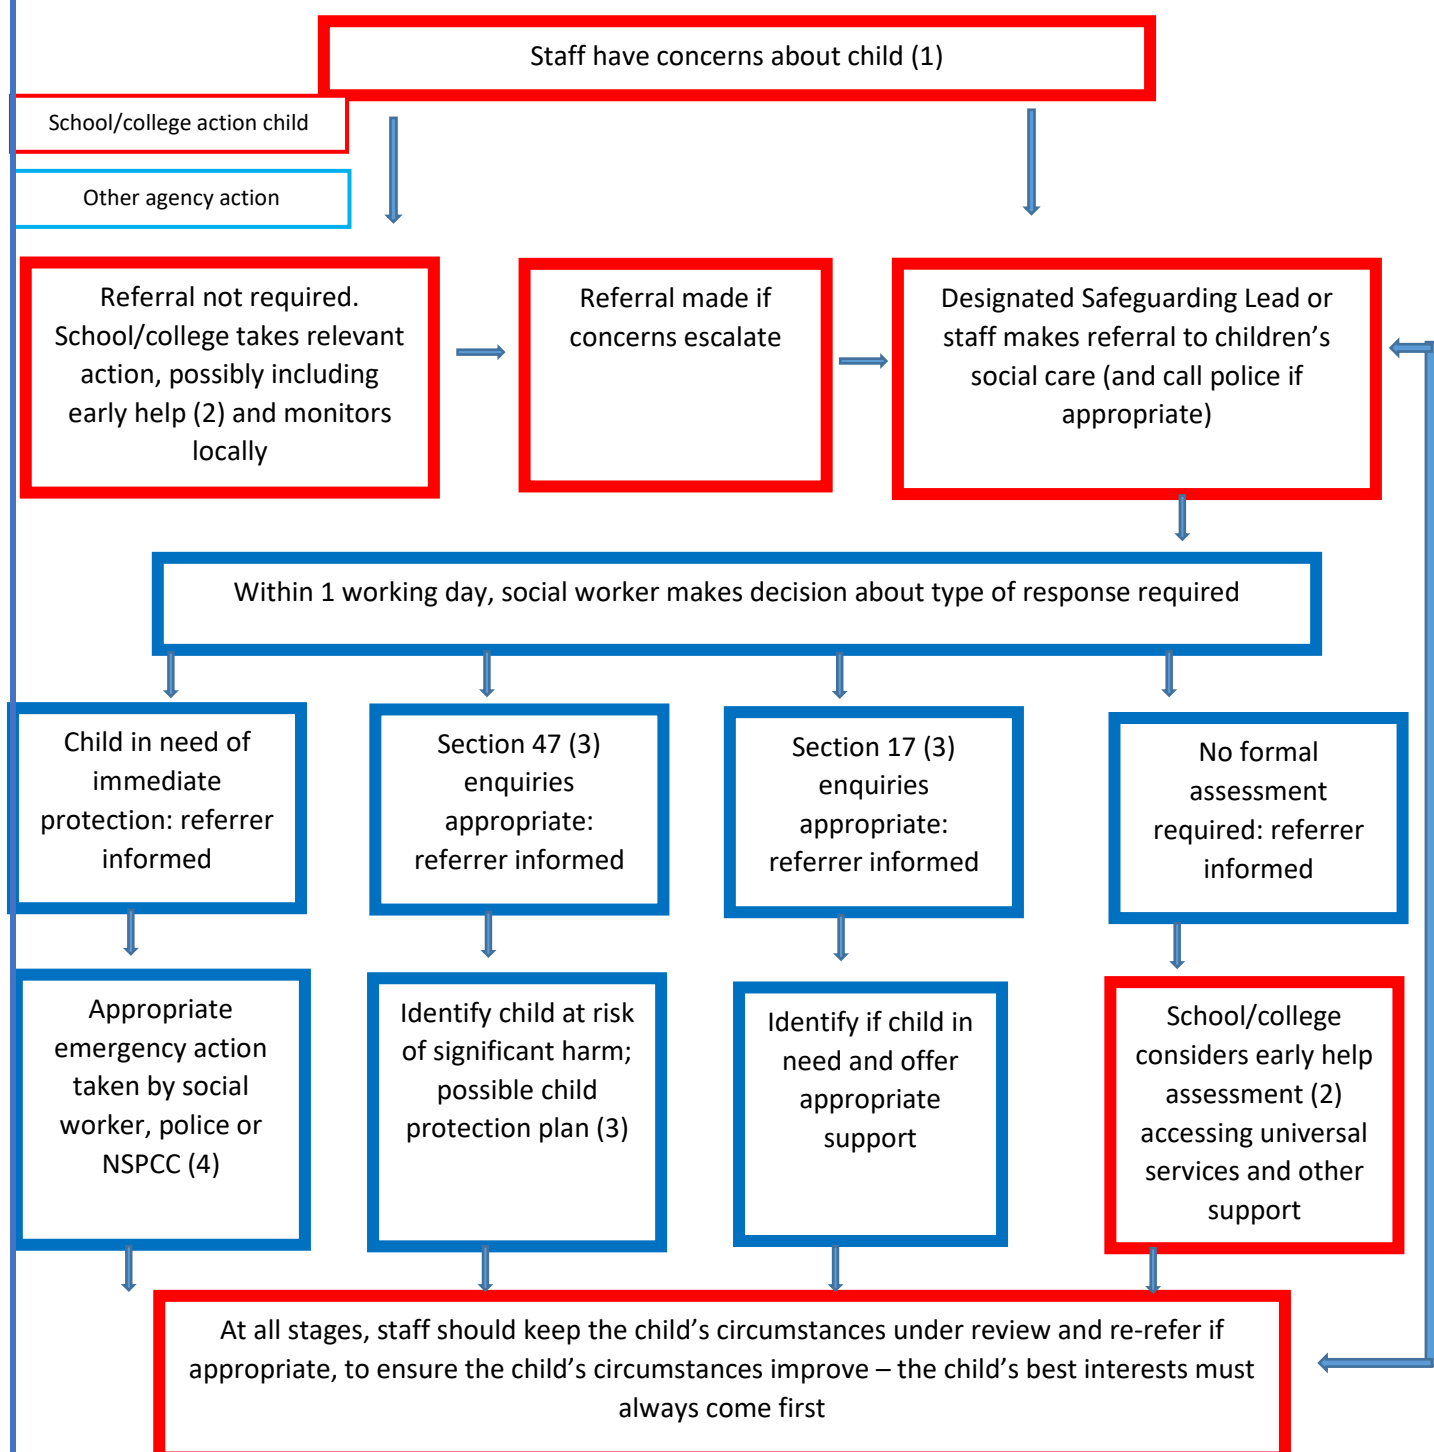 Staff have concerns about child (1)
School/college action child
Other agency action
Referral not required.
School/college takes relevant
action, possibly including
early help (2) and monitors
locally
Referral made if
concerns escalate
Designated Safeguarding Lead or
staff makes referral to children’s
social care (and call police if
appropriate)
Within 1 working day, social worker makes decision about type of response required
Child in need of
immediate
protection: referrer
informed
Section 47 (3)
enquiries
appropriate:
referrer informed
Section 17 (3)
enquiries
appropriate:
referrer informed
No formal
assessment
required: referrer
informed
Appropriate
emergency action
taken by social
worker, police or
NSPCC (4)
Identify child at risk
of significant harm;
possible child
protection plan (3)
Identify if child in
need and offer
appropriate
support
School/college
considers early help
assessment (2)
accessing universal
services and other
support
At all stages, staff should keep the child’s circumstances under review and re-refer if
appropriate, to ensure the child’s circumstances improve – the child’s best interests must
always come first